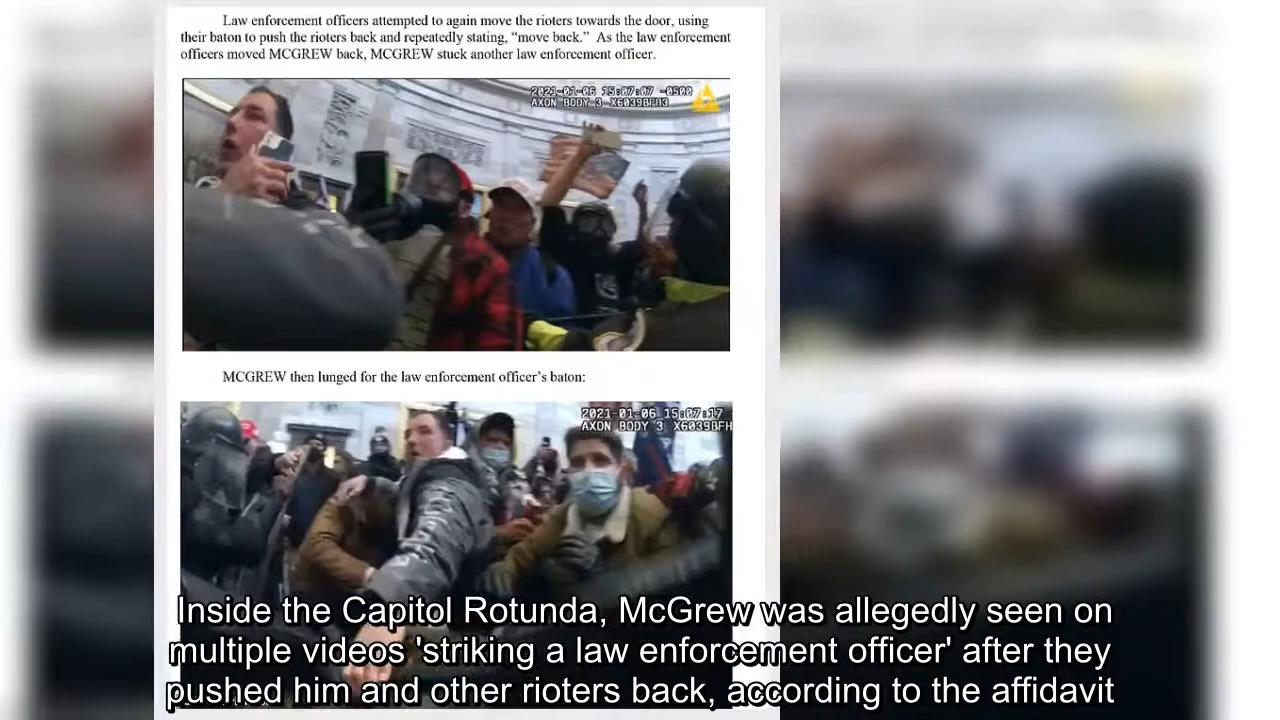 Law enforcement officers attempted to again move the rioters towards the door, using
their baton to push the rioters back and repeatedly stating, “move back.” As the law enforcement
officers moved MCGREW back, MCGREW stuck another law enforcement officer.
2021-01-06 15:07:07 -0500
AXON BODY 3 X6039BFH3
MCGREW then lunged for the law enforcement officer’s baton:
2021-01-06 15:07:17
AXON BODY 3 X6039BFH
Inside the Capitol Rotunda, McGrew was allegedly seen on
multiple videos 'striking a law enforcement officer' after they
pushed him and other rioters back, according to the affidavit